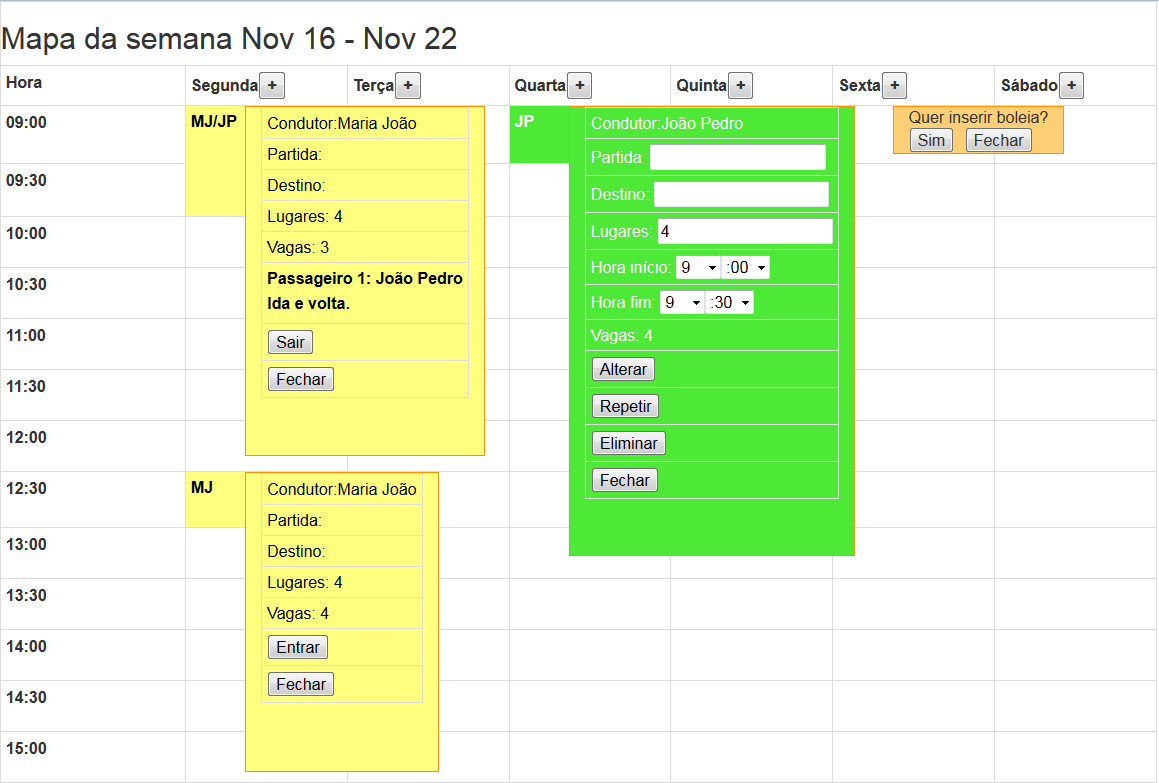 Mapa da semana Nov 16 - Nov 22
Hora Segunda + Terça + Quarta + Quinta + Sexta + Sábado +
09:00
09:30
10:00
10:30
11:00
11:30
12:00
12:30
13:00
13:30
14:00
14:30
15:00
MJ/JP
Condutor:Maria João
Partida:
Destino:
Lugares: 4
Vagas: 3
Passageiro 1: João Pedro
Ida e volta.
Sair
Fechar
MJ
Condutor:Maria João
Partida:
Destino:
Lugares: 4
Vagas: 4
Entrar
Fechar
JP
Condutor:João Pedro
Partida:
Destino:
Lugares: 4
Hora início: 9 :00
Hora fim: 9 :30
Vagas: 4
Alterar
Repetir
Eliminar
Fechar
Quer inserir boleia?
Sim Fechar